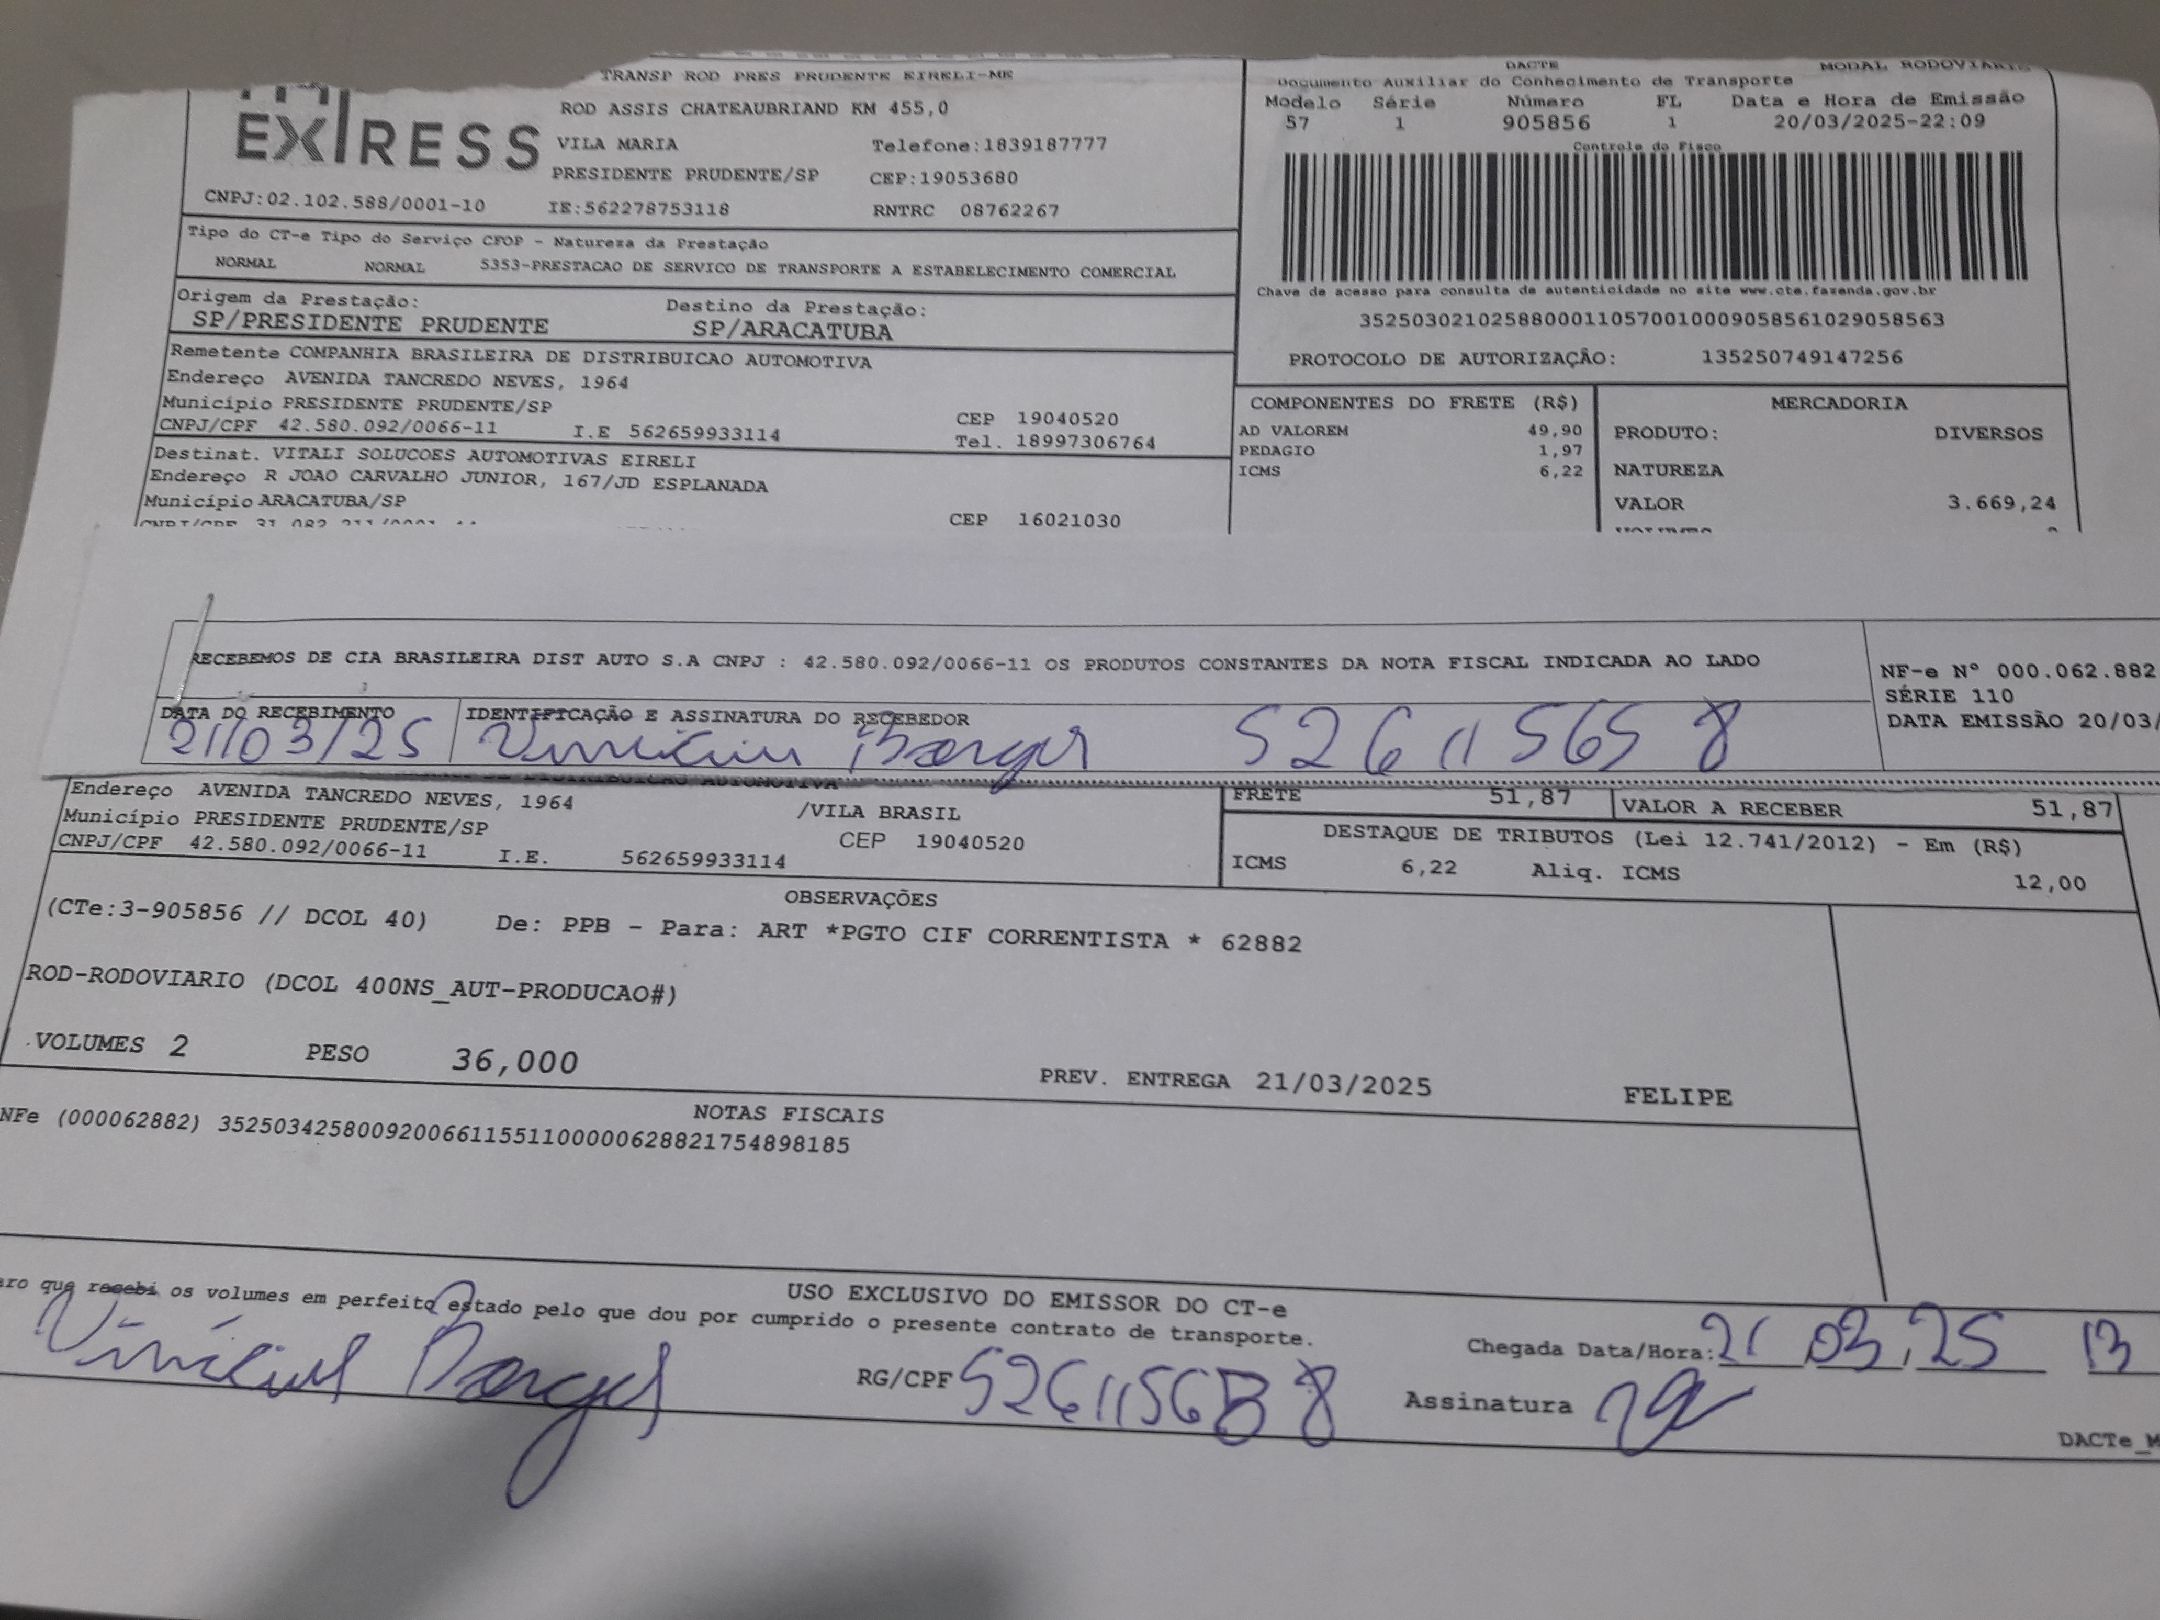 TRANSP ROD PRES PRUDENTE EIRELI-ME
EXPRESS
ROD ASSIS CHATEAUBRIAND KM 455,0
VILA MARIA Telefone:1839187777
PRESIDENTE PRUDENTE/SP CEP:19053680
CNPJ:02.102.588/0001-10 IE:562278753118 RNTRC 08762267
DACTE MODAL RODOVIARIO
Documento Auxiliar do Conhecimento de Transporte
Modelo Série Número FL Data e Hora de Emissão
57 1 905856 1 20/03/2025-22:09
Controle do Fisco
Chave de acesso para consulta de autenticidade no site www.cte.fazenda.gov.br
35250302102588000110570010009058561029058563
PROTOCOLO DE AUTORIZAÇÃO: 135250749147256
Tipo do CT-e Tipo do Serviço CFOP - Natureza da Prestação
NORMAL NORMAL 5353-PRESTACAO DE SERVICO DE TRANSPORTE A ESTABELECIMENTO COMERCIAL
Origem da Prestação: Destino da Prestação:
SP/PRESIDENTE PRUDENTE SP/ARACATUBA
Remetente COMPANHIA BRASILEIRA DE DISTRIBUICAO AUTOMOTIVA
Endereço AVENIDA TANCREDO NEVES, 1964
Município PRESIDENTE PRUDENTE/SP CEP 19040520
CNPJ/CPF 42.580.092/0066-11 I.E 562659933114 Tel. 18997306764
Destinat. VITALI SOLUCOES AUTOMOTIVAS EIRELI
Endereço R JOAO CARVALHO JUNIOR, 167/JD ESPLANADA
Município ARACATUBA/SP CEP 16021030
COMPONENTES DO FRETE (R$)
AD VALOREM 49,90
PEDAGIO 1,97
ICMS 6,22
MERCADORIA
PRODUTO: DIVERSOS
NATUREZA
VALOR 3.669,24
RECEBEMOS DE CIA BRASILEIRA DIST AUTO S.A CNPJ : 42.580.092/0066-11 OS PRODUTOS CONSTANTES DA NOTA FISCAL INDICADA AO LADO
NF-e Nº 000.062.882
SÉRIE 110
DATA EMISSÃO 20/03/
DATA DO RECEBIMENTO IDENTIFICAÇÃO E ASSINATURA DO RECEBEDOR
21/03/25 Vinicius Borges 526115658
DISTRIBUICAO AUTOMOTIVA
Endereço AVENIDA TANCREDO NEVES, 1964 /VILA BRASIL
Município PRESIDENTE PRUDENTE/SP CEP 19040520
CNPJ/CPF 42.580.092/0066-11 I.E. 562659933114
FRETE 51,87 VALOR A RECEBER 51,87
DESTAQUE DE TRIBUTOS (Lei 12.741/2012) - Em (R$)
ICMS 6,22 Aliq. ICMS 12,00
OBSERVAÇÕES
(CTe:3-905856 // DCOL 40) De: PPB - Para: ART *PGTO CIF CORRENTISTA * 62882
ROD-RODOVIARIO (DCOL 400NS_AUT-PRODUCAO#)
VOLUMES 2 PESO 36,000 PREV. ENTREGA 21/03/2025 FELIPE
NOTAS FISCAIS
NFe (000062882) 35250342580092006611551100000628821754898185
USO EXCLUSIVO DO EMISSOR DO CT-e
aro que recebi os volumes em perfeito estado pelo que dou por cumprido o presente contrato de transporte.
Vinicius Borges RG/CPF
Chegada Data/Hora: 21 03, 25 13
Assinatura
DACTe_M